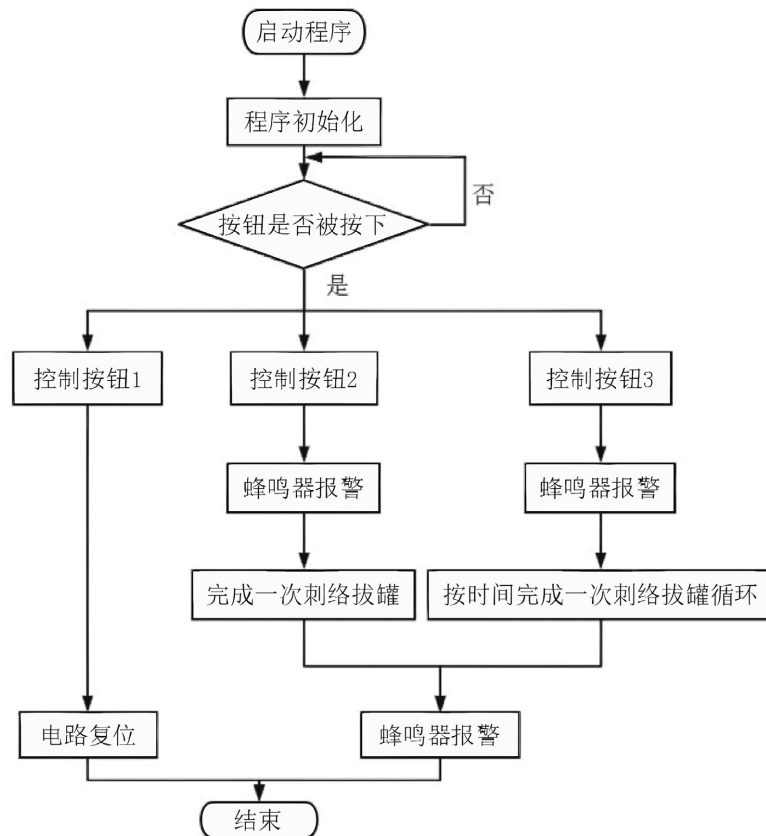 启动程序
程序初始化
否
按钮是否被按下
是
控制按钮1
控制按钮2
控制按钮3
蜂鸣器报警
蜂鸣器报警
完成一次刺络拔罐
按时间完成一次刺络拔罐循环
电路复位
蜂鸣器报警
结束